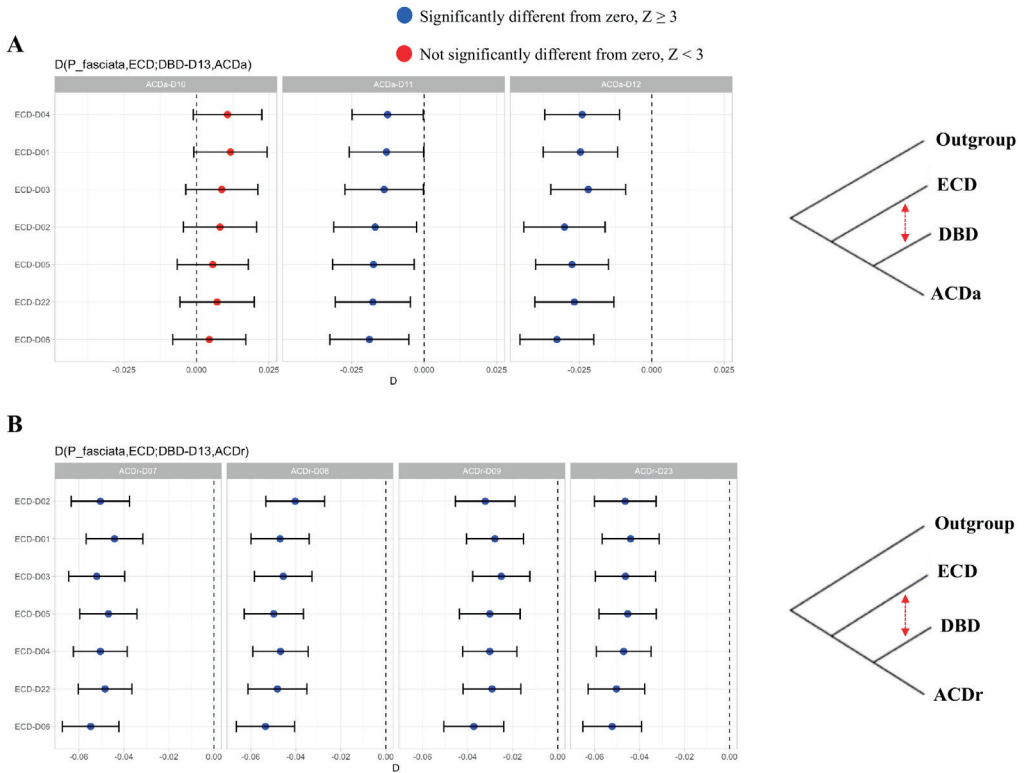 Significantly different from zero, Z ≥ 3
Not significantly different from zero, Z < 3
A
D(P_fasciata,ECD;DBD-D13,ACDa)
ACDa-D10 ACDa-D11 ACDa-D12
ECD-D04
ECD-D01
ECD-D03
ECD-D02
ECD-D05
ECD-D22
ECD-D08
-0.025 0.000 0.025 -0.025 0.000 0.025 -0.025 0.000 0.025
D
Outgroup
ECD
DBD
ACDa
B
D(P_fasciata,ECD;DBD-D13,ACDr)
ACDr-D07 ACDr-D08 ACDr-D09 ACDr-D23
ECD-D02
ECD-D01
ECD-D03
ECD-D05
ECD-D04
ECD-D22
ECD-D06
-0.06 -0.04 -0.02 0.00 -0.06 -0.04 -0.02 0.00 -0.06 -0.04 -0.02 0.00 -0.06 -0.04 -0.02 0.00
D
Outgroup
ECD
DBD
ACDr